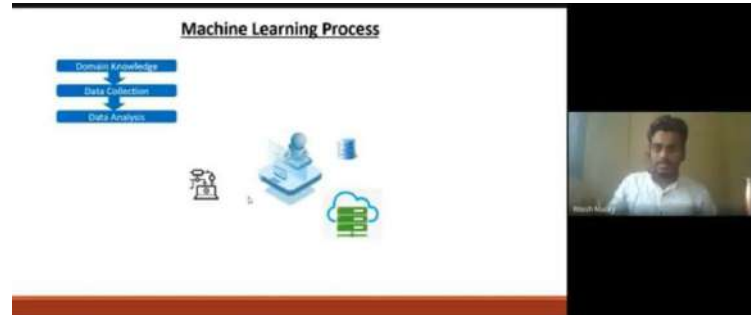 Machine Learning Process
Domain Knowledge
Data Collection
Data Analysis